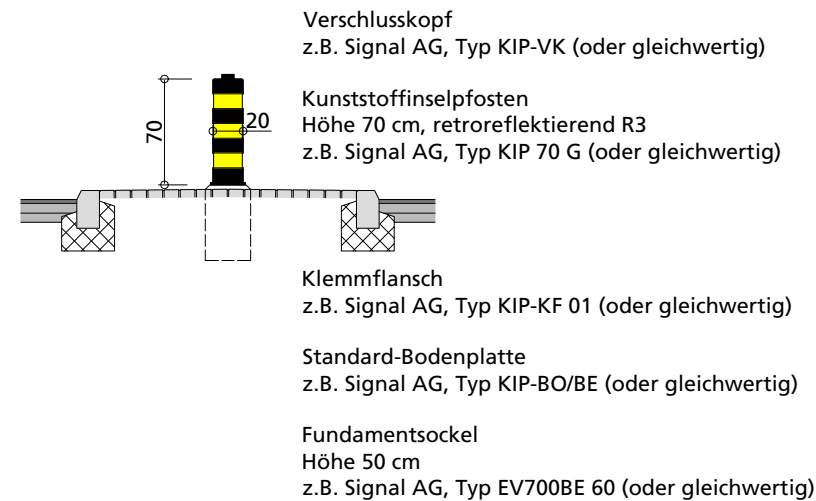 Verschlusskopf
z.B. Signal AG, Typ KIP-VK (oder gleichwertig)
Kunststoffinselpfosten
Höhe 70 cm, retroreflektierend R3
z.B. Signal AG, Typ KIP 70 G (oder gleichwertig)
70
20
Klemmflansch
z.B. Signal AG, Typ KIP-KF 01 (oder gleichwertig)
Standard-Bodenplatte
z.B. Signal AG, Typ KIP-BO/BE (oder gleichwertig)
Fundamentsockel
Höhe 50 cm
z.B. Signal AG, Typ EV700BE 60 (oder gleichwertig)